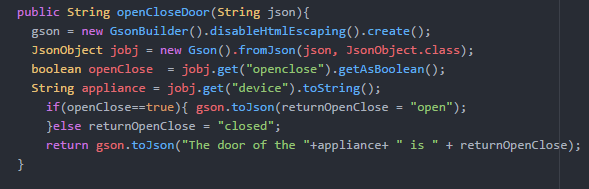 public String openCloseDoor(String json){
gson = new GsonBuilder().disableHtmlEscaping().create();
JsonObject jobj = new Gson().fromJson(json, JsonObject.class);
boolean openClose  = jobj.get("openclose").getAsBoolean();
String appliance = jobj.get("device").toString();
if(openClose==true){ gson.toJson(returnOpenClose = "open");
}else returnOpenClose = "closed";
return gson.toJson("The door of the "+appliance+ " is " + returnOpenClose);
}